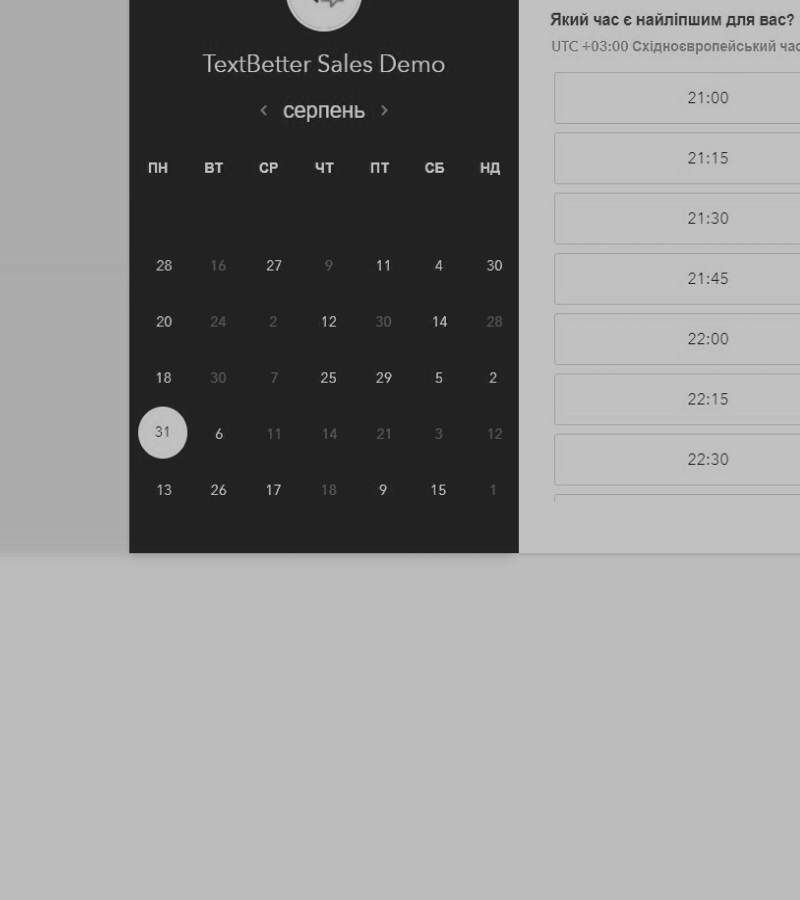 TextBetter Sales Demo
серпень
ПН ВТ СР ЧТ ПТ СБ НД
28 16 27 9 11 4 30
20 24 2 12 30 14 28
18 30 7 25 29 5 2
31 6 11 14 21 3 12
13 26 17 18 9 15 1
Який час є найліпшим для вас?
UTC +03:00 Східноєвропейський час
21:00
21:15
21:30
21:45
22:00
22:15
22:30